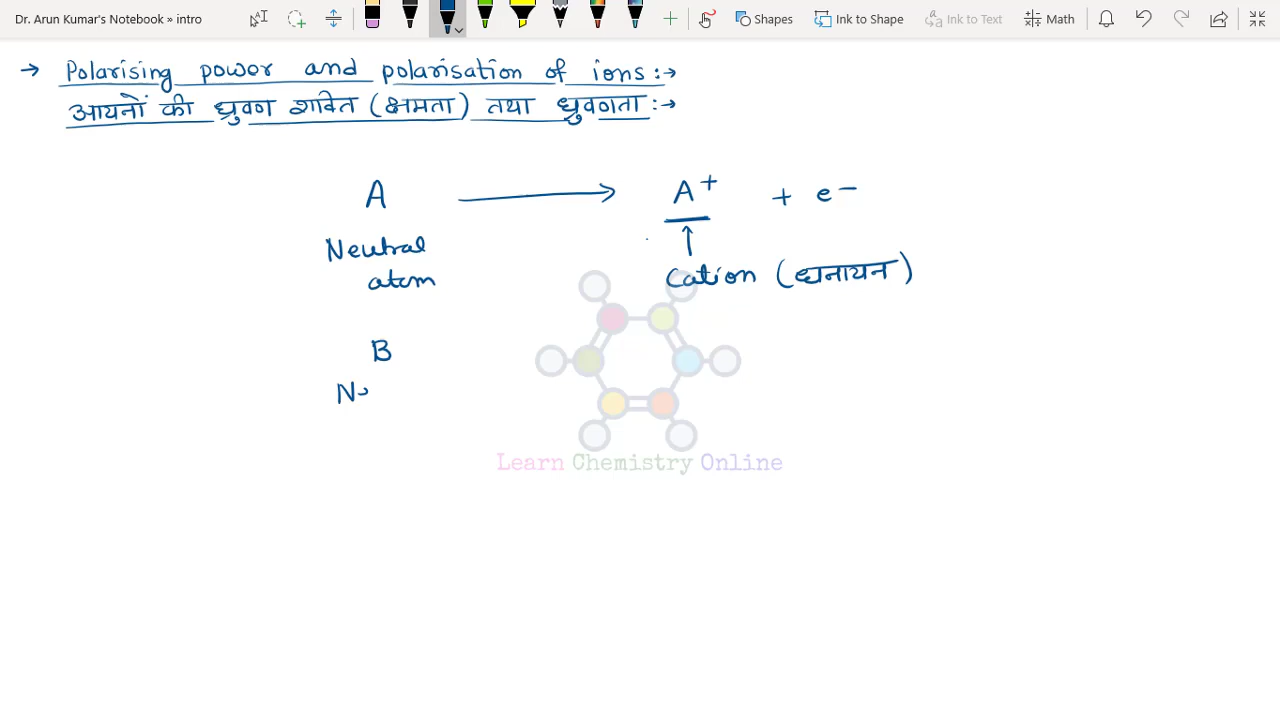 Dr. Arun Kumar's Notebook » intro
Shapes Ink to Shape Ink to Text Math
→ Polarising power and polarisation of ions :→
आयनों की ध्रुवण शक्ति (क्षमता) तथा ध्रुवणता :→
A ⟶ A⁺ + e⁻
Neutral ↑
atom Cation (धनायन)
B
Learn Chemistry Online